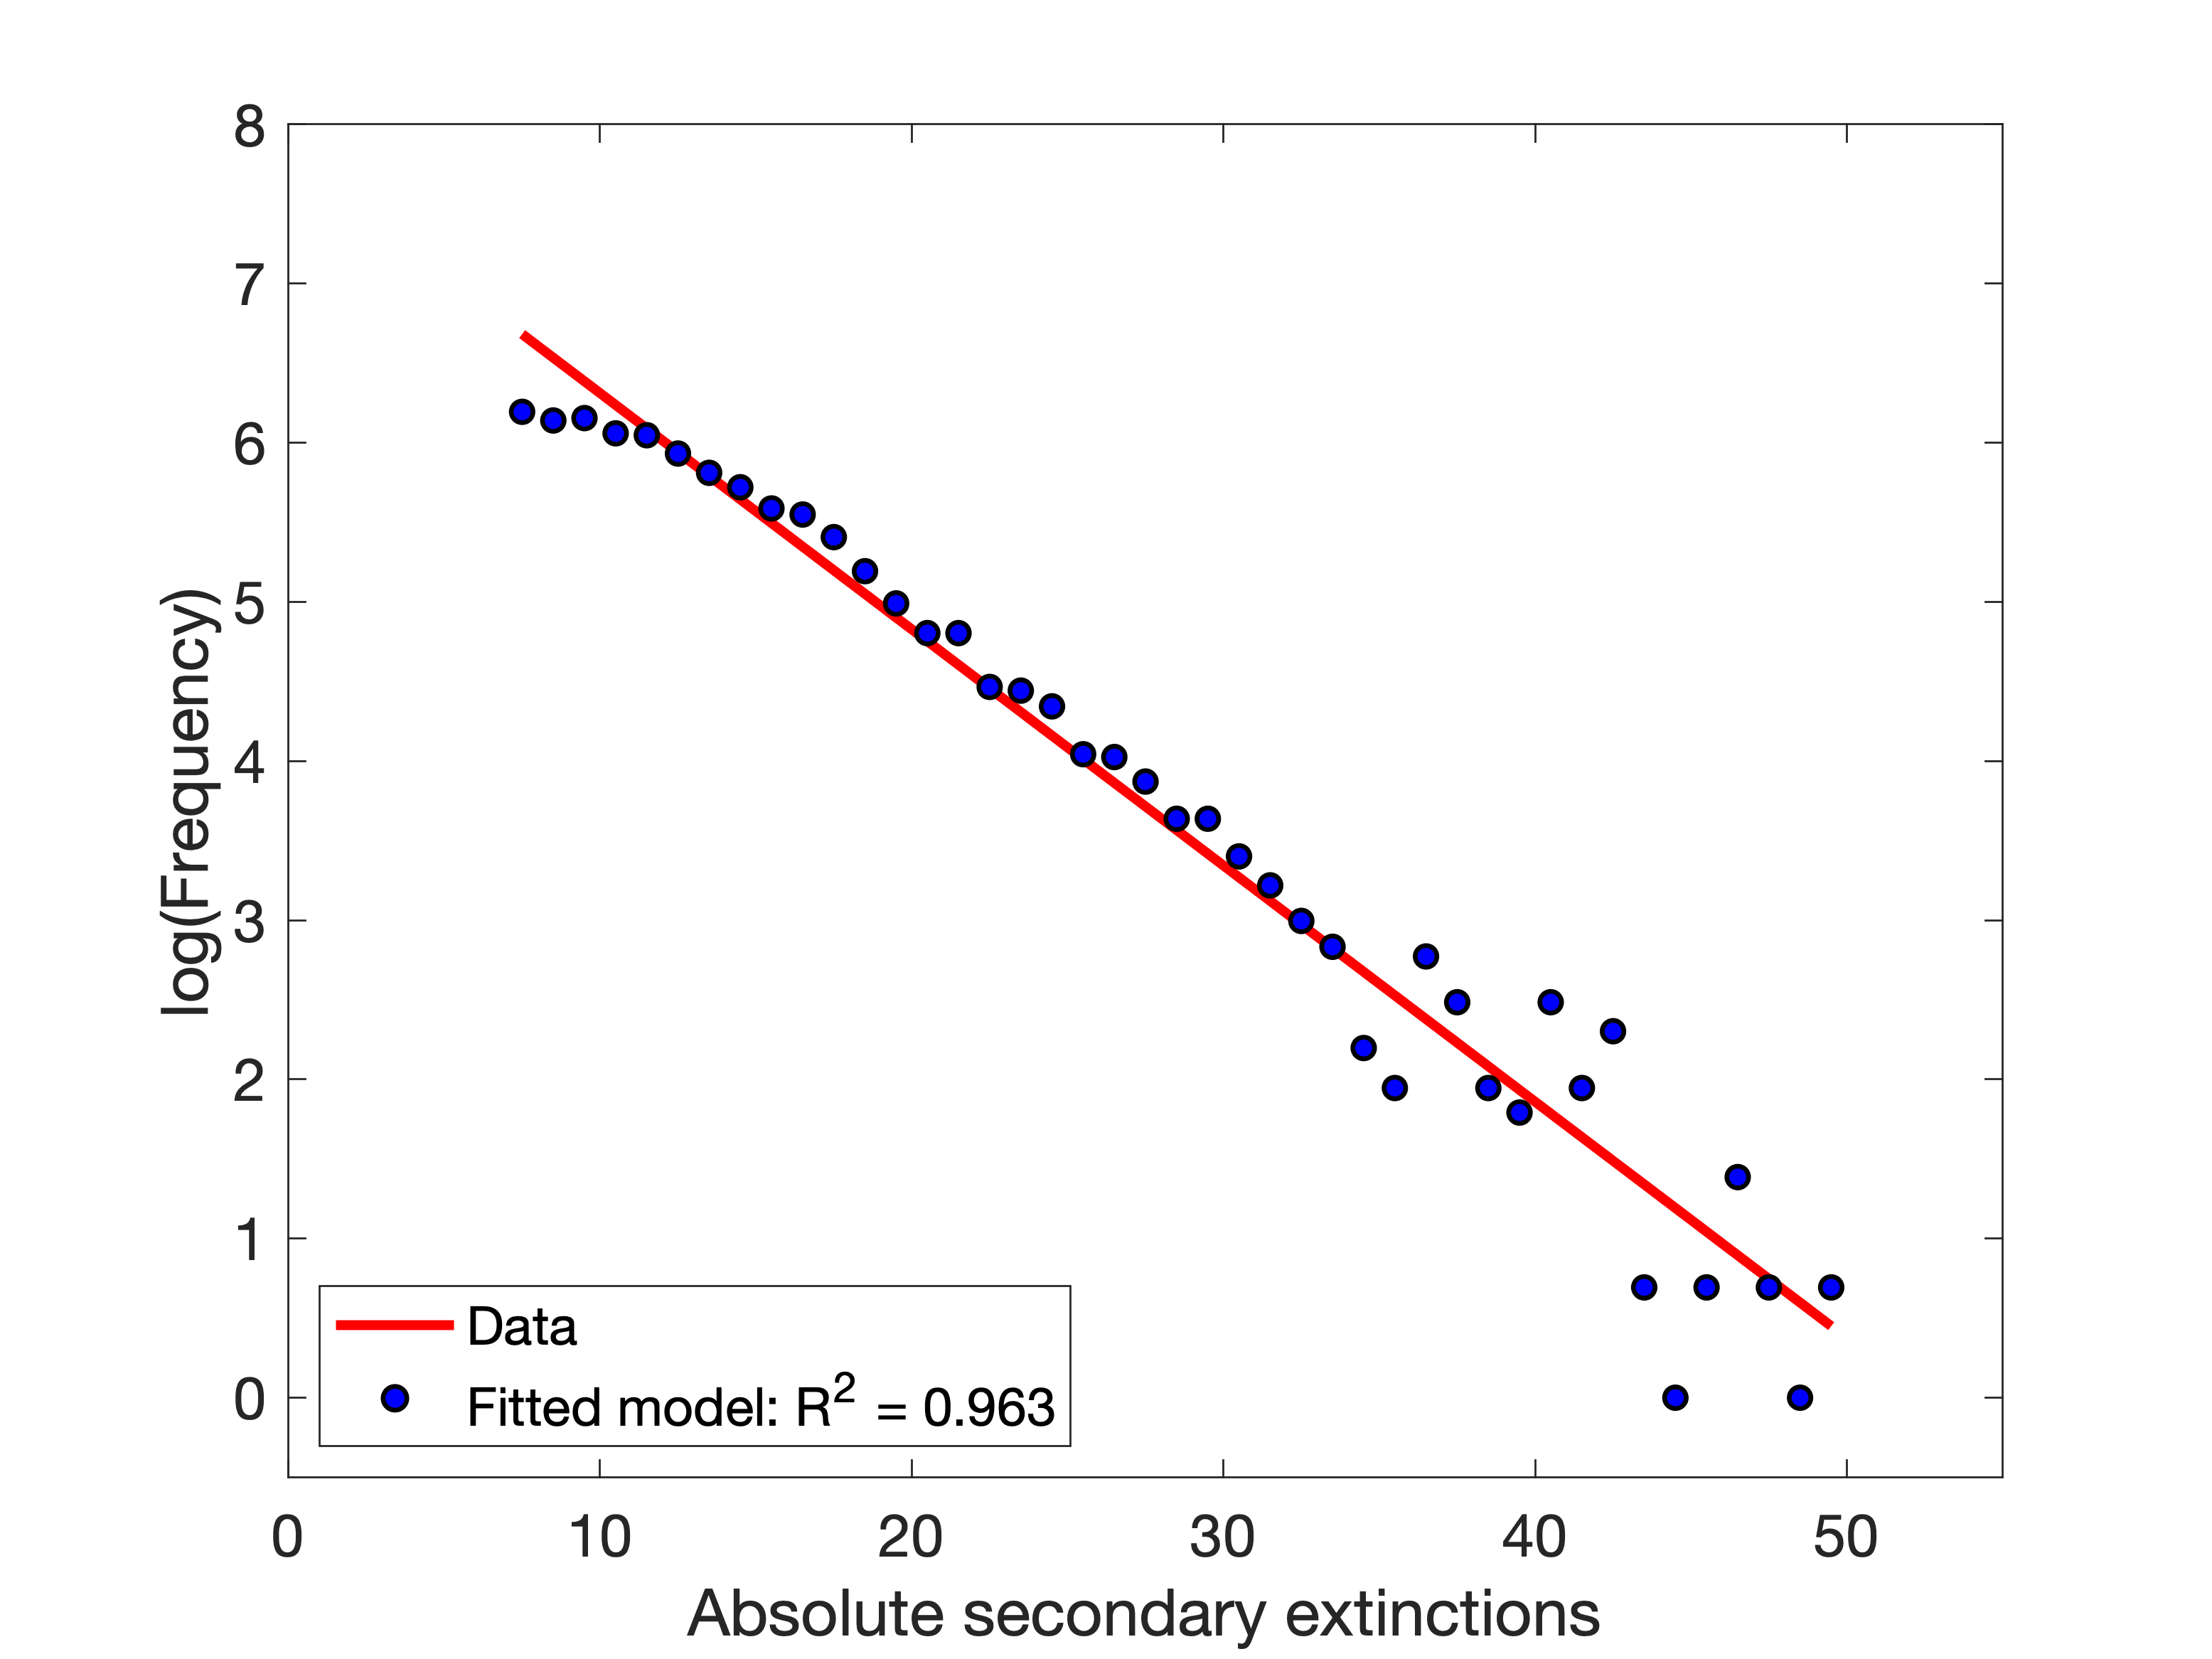 8
7
6
5
4
3
2
1
0
log(Frequency)
Data
Fitted model: R² = 0.963
0 10 20 30 40 50
Absolute secondary extinctions